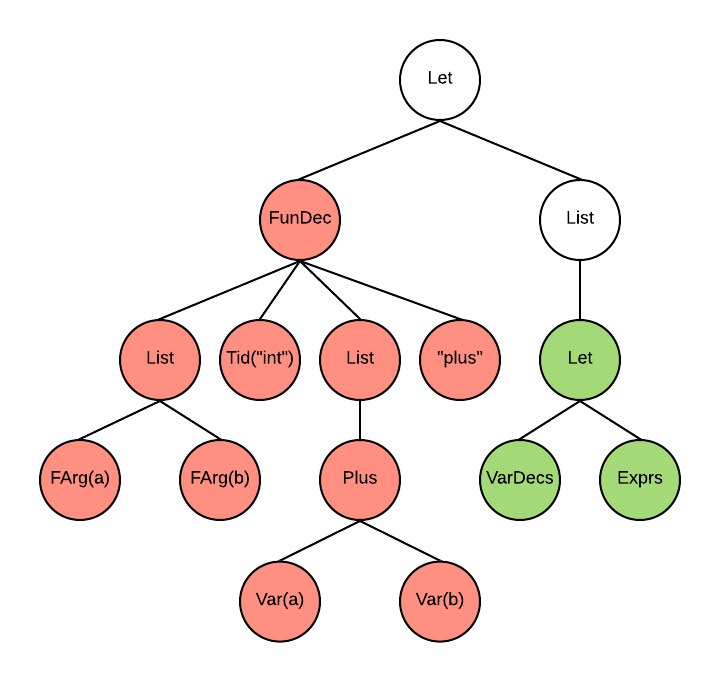 Let
FunDec
List
List
Tid("int")
List
"plus"
Let
FArg(a)
FArg(b)
Plus
VarDecs
Exprs
Var(a)
Var(b)